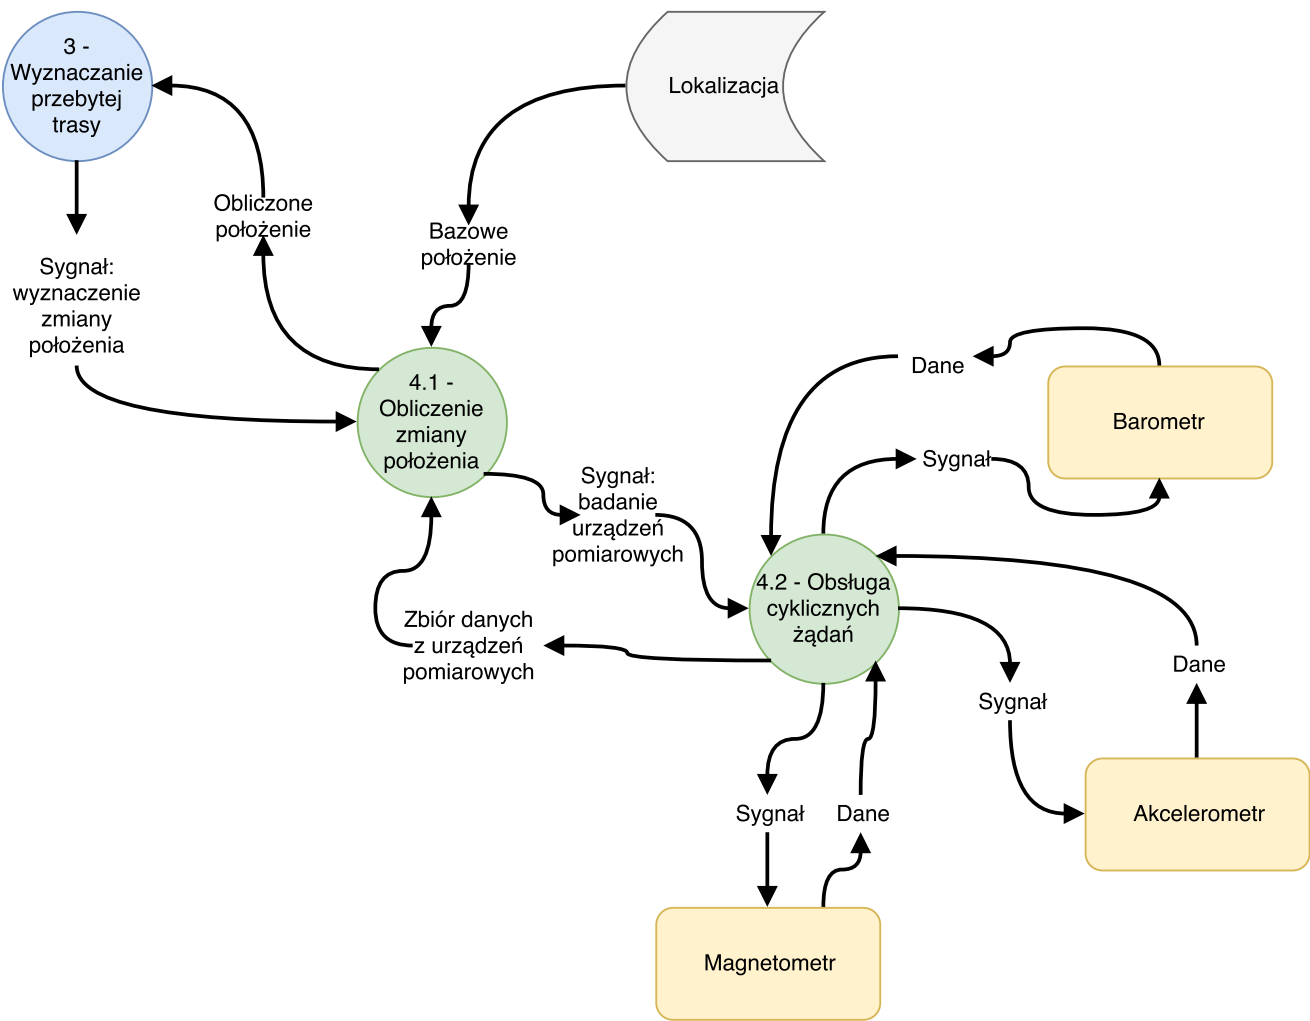 3 -
Wyznaczanie
przebytej
trasy
Lokalizacja
Obliczone
położenie
Bazowe
położenie
Sygnał:
wyznaczenie
zmiany
położenia
4.1 -
Obliczenie
zmiany
położenia
Dane
Barometr
Sygnał
Sygnał:
badanie
urządzeń
pomiarowych
4.2 - Obsługa
cyklicznych
żądań
Zbiór danych
z urządzeń
pomiarowych
Dane
Sygnał
Sygnał
Dane
Akcelerometr
Magnetometr